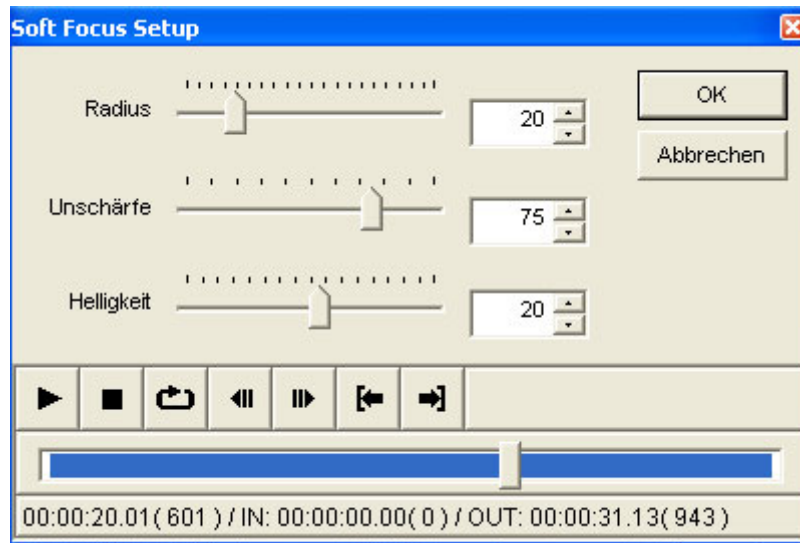 Soft Focus Setup
Radius
20
OK
Abbrechen
Unschärfe
75
Helligkeit
20
00:00:20.01( 601 ) / IN: 00:00:00.00( 0 ) / OUT: 00:00:31.13( 943 )